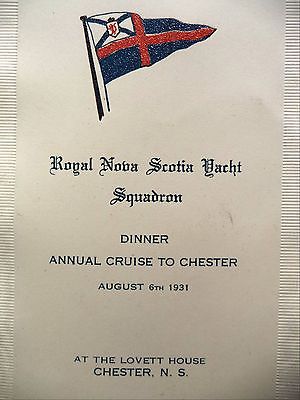 Royal Nova Scotia Yacht
Squadron
DINNER
ANNUAL CRUISE TO CHESTER
AUGUST 6TH 1931
AT THE LOVETT HOUSE
CHESTER, N. S.